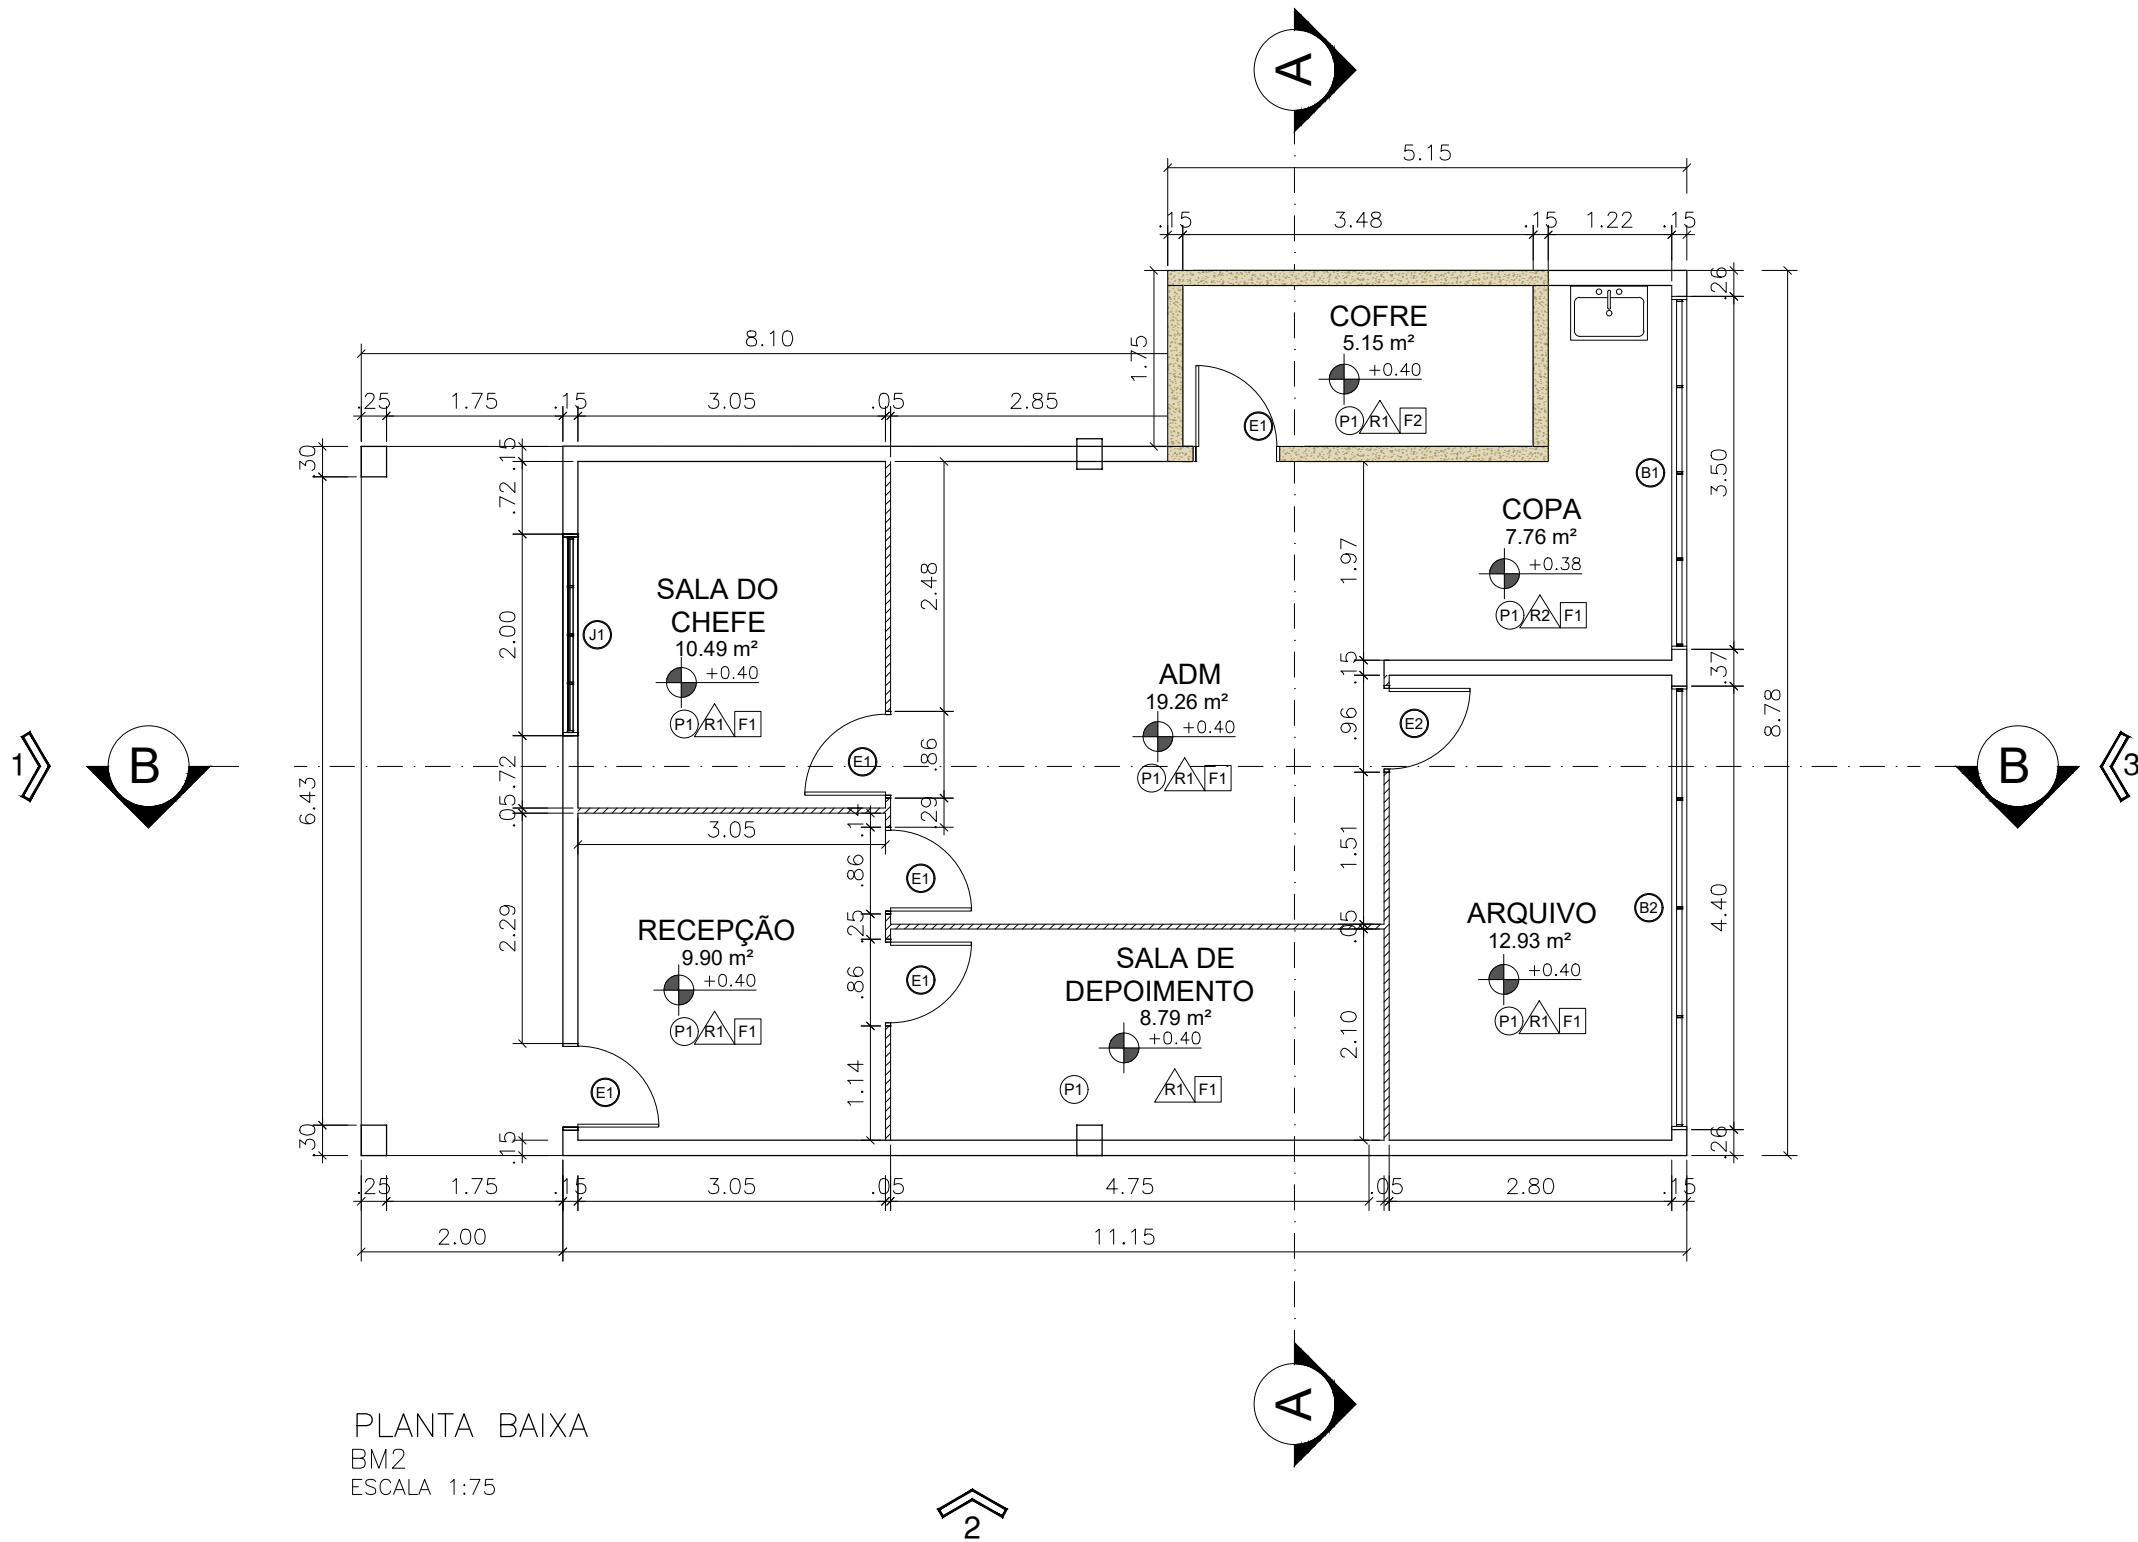 A
5.15
.15 3.48 .15 1.22 .15
8.10
1.75
.26
.25 1.75 .15 3.05 .05 2.85
COFRE
5.15 m²
+0.40
P1 R1 F2
E1
.30
.15
.72
2.48
B1
3.50
COPA
7.76 m²
+0.38
P1 R2 F1
1.97
SALA DO
CHEFE
10.49 m²
+0.40
P1 R1 F1
J1
2.00
.15
.37
ADM
19.26 m²
+0.40
P1 R1 F1
.96
E2
8.78
1
B
E1
.86
B
3
6.43
.72
.05
3.05
.14
.29
E1
.86
1.51
ARQUIVO
12.93 m²
+0.40
P1 R1 F1
B2
4.40
2.29
RECEPÇÃO
9.90 m²
+0.40
P1 R1 F1
.25
.05
E1
.86
SALA DE
DEPOIMENTO
8.79 m²
+0.40
P1 R1 F1
2.10
1.14
E1
.30
.15
.26
.25 1.75 .15 3.05 .05 4.75 .05 2.80 .15
2.00 11.15
A
PLANTA BAIXA
BM2
ESCALA 1:75
2